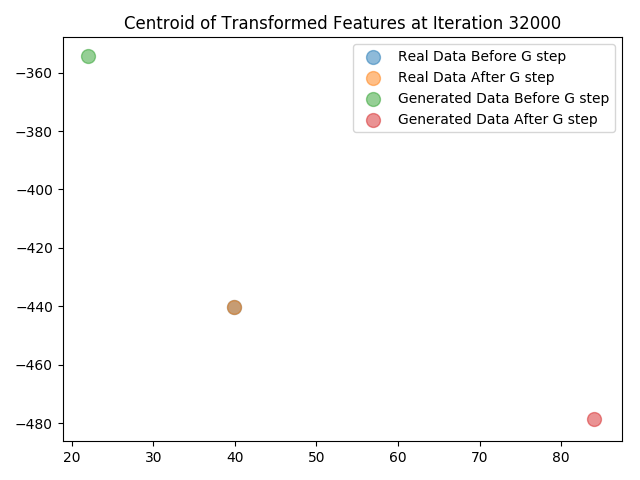 Centroid of Transformed Features at Iteration 32000
Real Data Before G step
Real Data After G step
Generated Data Before G step
Generated Data After G step
−360
−380
−400
−420
−440
−460
−480
20 30 40 50 60 70 80